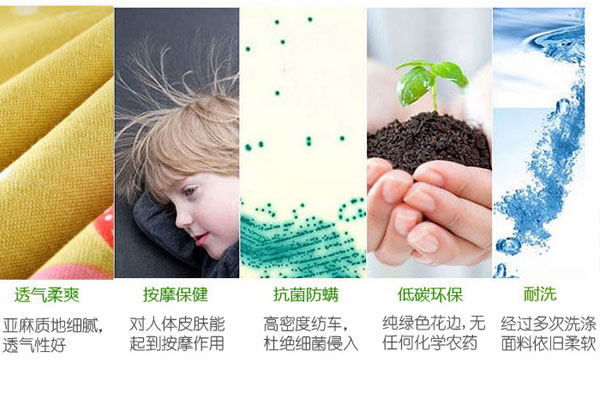 透气柔爽
亚麻质地细腻,
透气性好
按摩保健
对人体皮肤能
起到按摩作用
抗菌防螨
高密度纺车,
杜绝细菌侵入
低碳环保
纯绿色花边,无
任何化学农药
耐洗
经过多次洗涤
面料依旧柔软